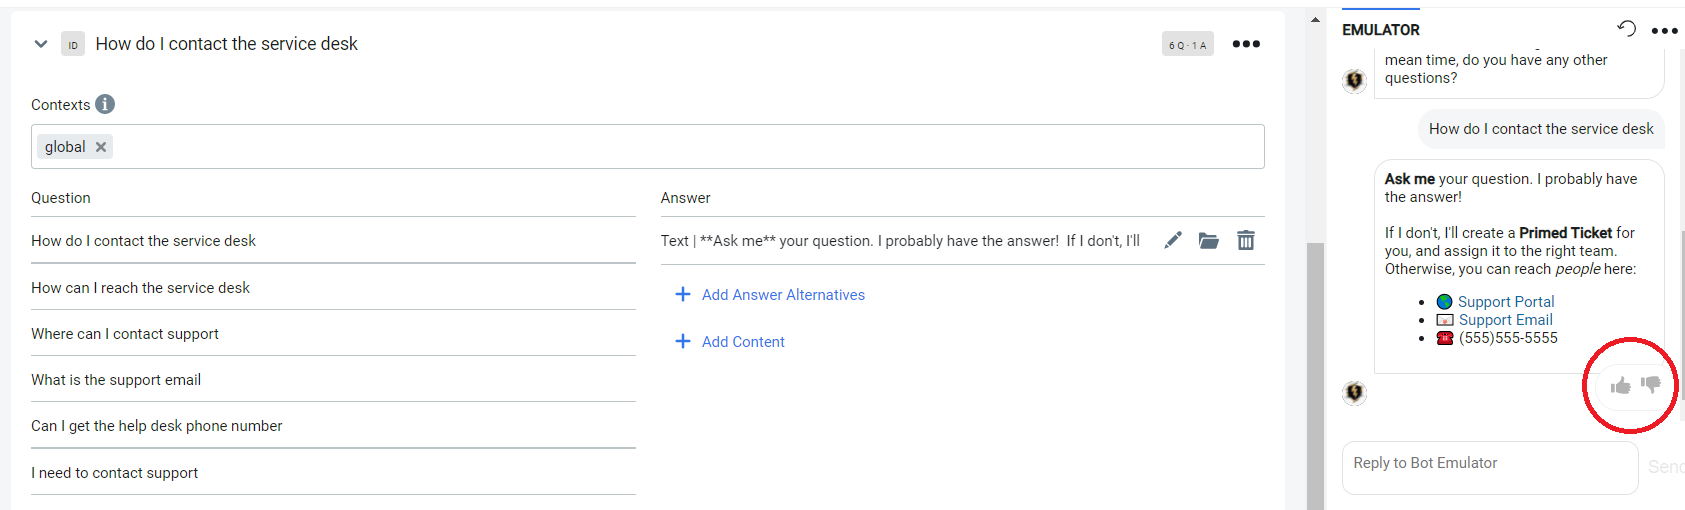 ID How do I contact the service desk
6 Q · 1 A
Contexts
global
Question
Answer
How do I contact the service desk
Text | **Ask me** your question. I probably have the answer!  If I don't, I'll
How can I reach the service desk
Add Answer Alternatives
Where can I contact support
Add Content
What is the support email
Can I get the help desk phone number
I need to contact support
EMULATOR
mean time, do you have any other
questions?
How do I contact the service desk
Ask me your question. I probably have
the answer!
If I don't, I'll create a Primed Ticket for
you, and assign it to the right team.
Otherwise, you can reach people here:
Support Portal
Support Email
(555)555-5555
Reply to Bot Emulator
Send